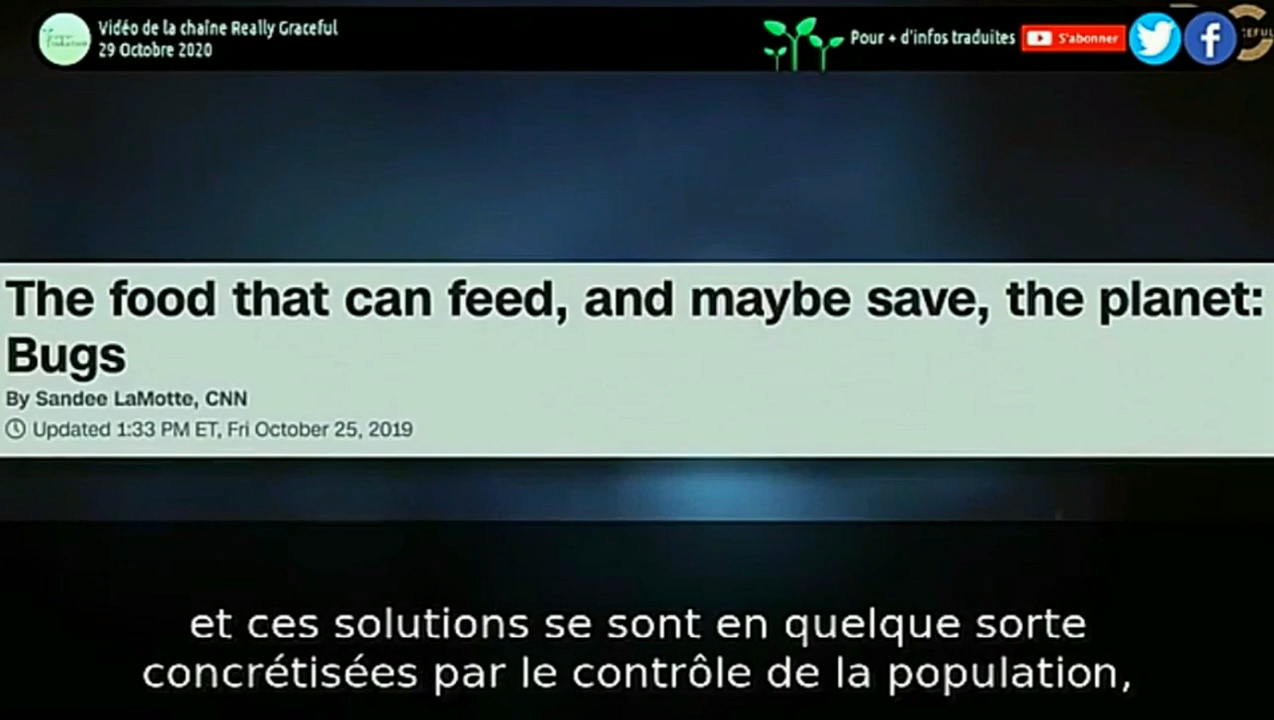 Vidéo de la chaîne Really Graceful
29 Octobre 2020
Pour + d'infos traduites
S'abonner
The food that can feed, and maybe save, the planet:
Bugs
By Sandee LaMotte, CNN
Updated 1:33 PM ET, Fri October 25, 2019
et ces solutions se sont en quelque sorte
concrétisées par le contrôle de la population,